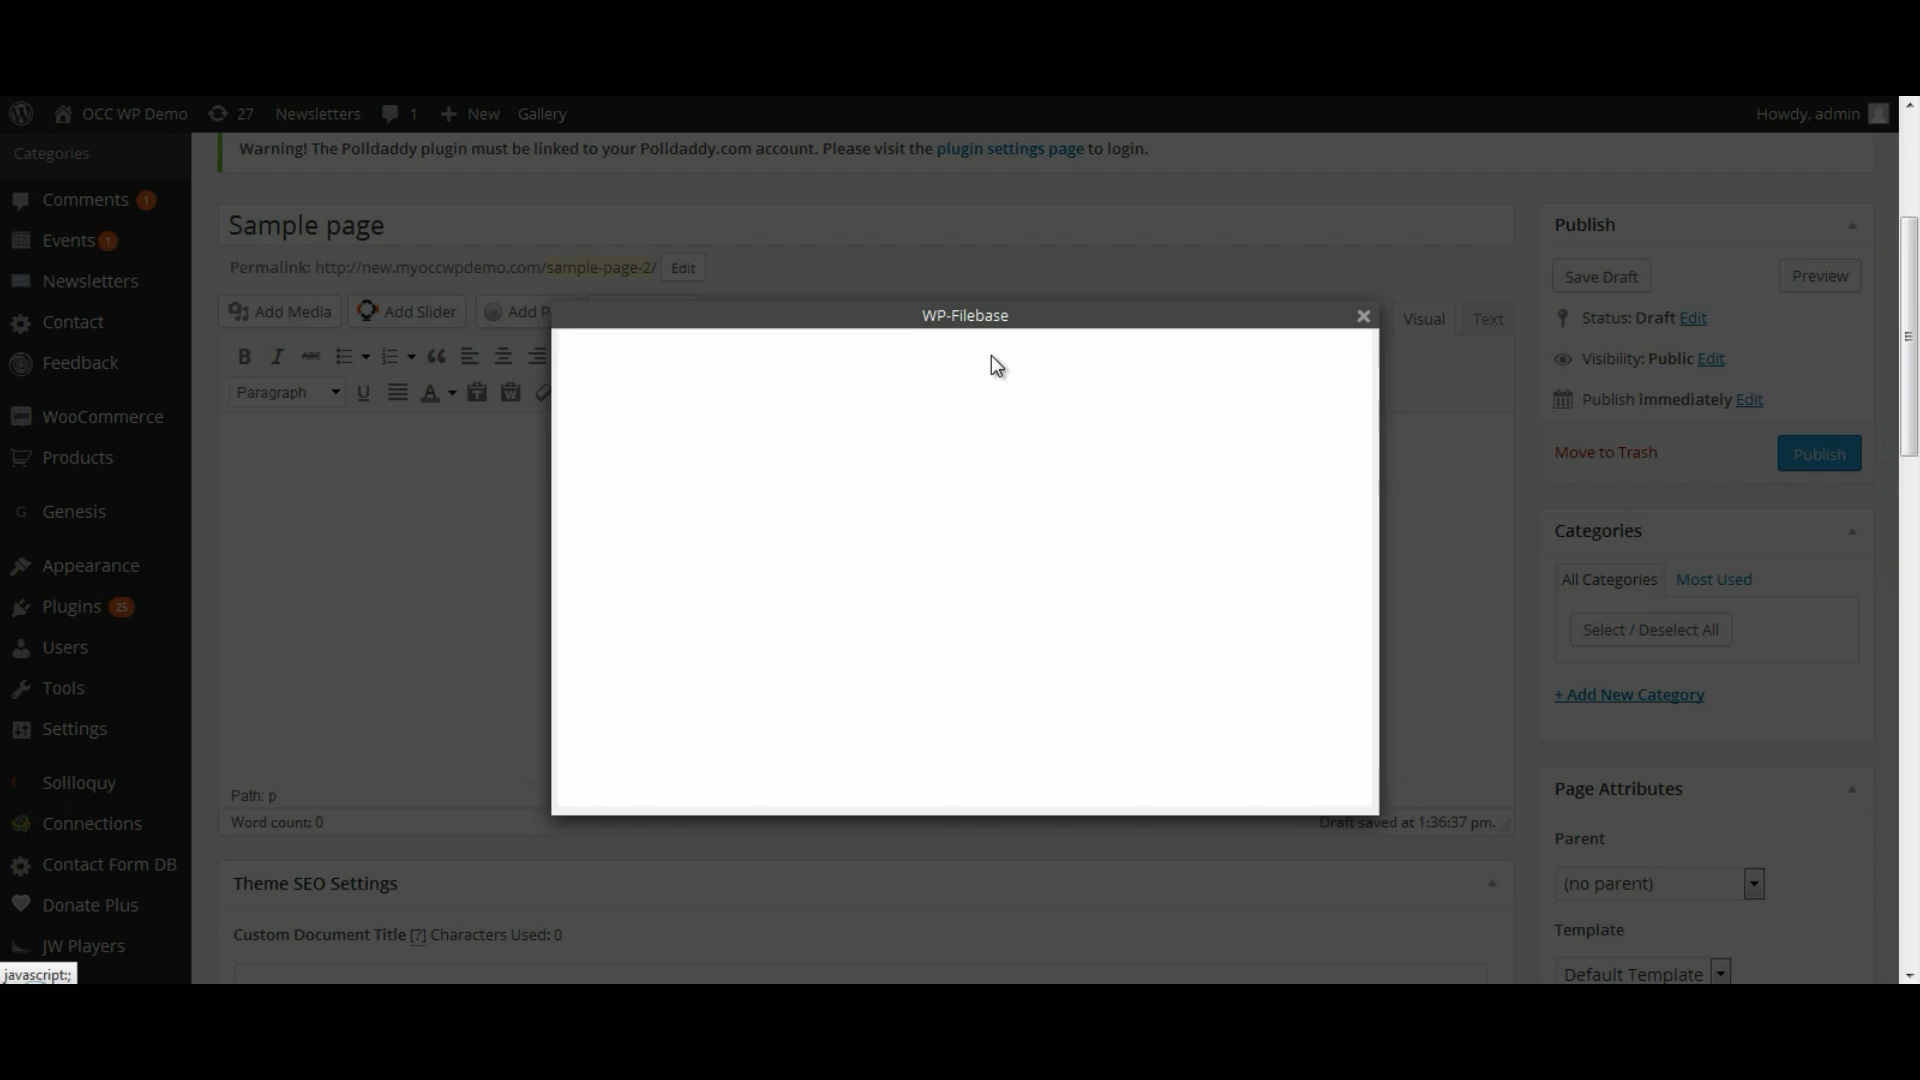 OCC WP Demo 27 Newsletters 1 New Gallery Howdy, admin
Categories
Comments 1
Events 1
Newsletters
Contact
Feedback
WooCommerce
Products
G Genesis
Appearance
Plugins 25
Users
Tools
Settings
Soliloquy
Connections
Contact Form DB
Donate Plus
JW Players
javascript:;
Warning! The Polldaddy plugin must be linked to your Polldaddy.com account. Please visit the plugin settings page to login.
Sample page
Permalink: http://new.myoccwpdemo.com/sample-page-2/ Edit
Add Media Add Slider Add P
Visual Text
B I ABC
Paragraph U A
WP-Filebase
Path: p
Word count: 0 Draft saved at 1:36:37 pm.
Theme SEO Settings
Custom Document Title [?] Characters Used: 0
Publish
Save Draft Preview
Status: Draft Edit
Visibility: Public Edit
Publish immediately Edit
Move to Trash Publish
Categories
All Categories Most Used
Select / Deselect All
+ Add New Category
Page Attributes
Parent
(no parent)
Template
Default Template